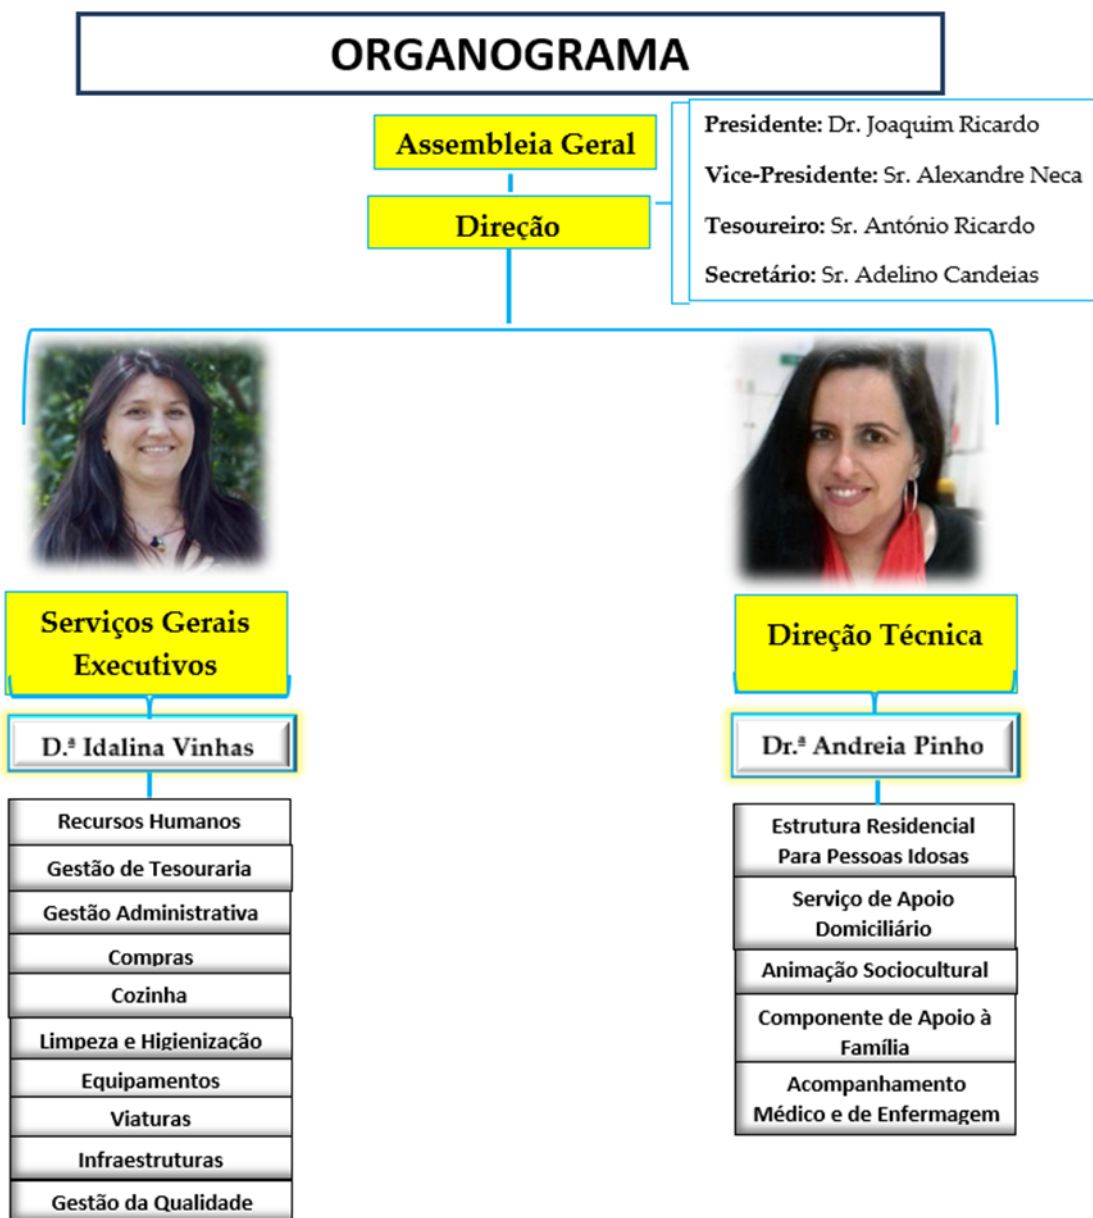 ORGANOGRAMA
Assembleia Geral
Direção
Presidente: Dr. Joaquim Ricardo
Vice-Presidente: Sr. Alexandre Neca
Tesoureiro: Sr. António Ricardo
Secretário: Sr. Adelino Candeias
Serviços Gerais
Executivos
D.ª Idalina Vinhas
Recursos Humanos
Gestão de Tesouraria
Gestão Administrativa
Compras
Cozinha
Limpeza e Higienização
Equipamentos
Viaturas
Infraestruturas
Gestão da Qualidade
Direção Técnica
Dr.ª Andreia Pinho
Estrutura Residencial
Para Pessoas Idosas
Serviço de Apoio
Domiciliário
Animação Sociocultural
Componente de Apoio à
Família
Acompanhamento
Médico e de Enfermagem